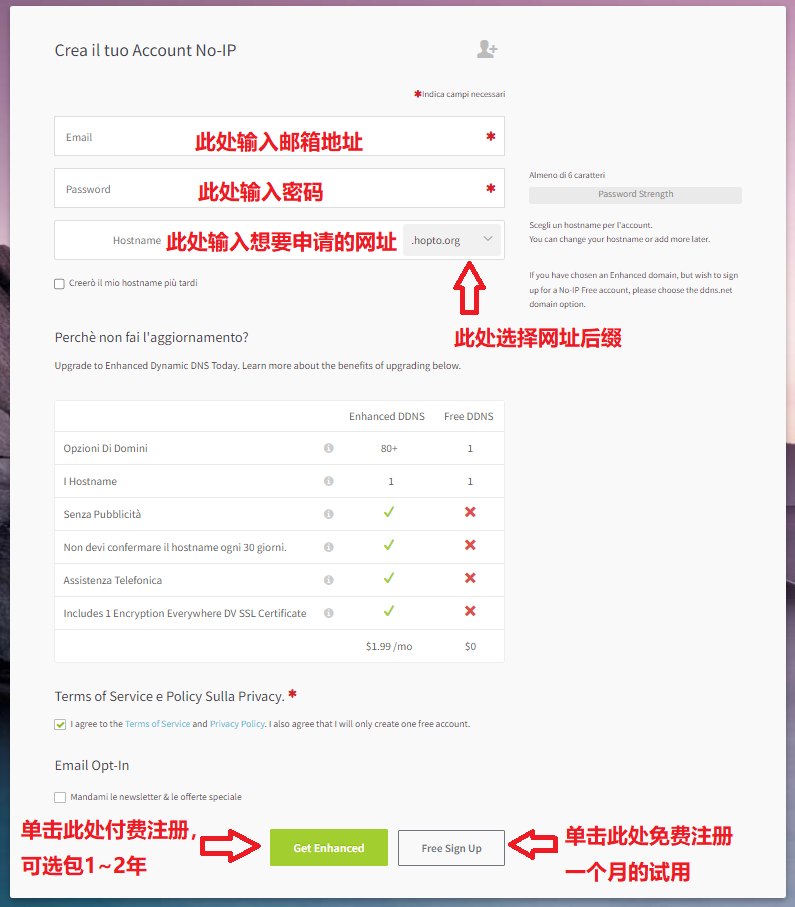 Crea il tuo Account No-IP
✱Indica campi necessari
Email 此处输入邮箱地址 ✱
Password 此处输入密码 ✱
Almeno di 6 caratteri
Password Strength
Hostname 此处输入想要申请的网址 .hopto.org
Scegli un hostname per l'account.
You can change your hostname or add more later.
Creerò il mio hostname più tardi
If you have chosen an Enhanced domain, but wish to sign
up for a No-IP Free account, please choose the ddns.net
domain option.
此处选择网址后缀
Perchè non fai l'aggiornamento?
Upgrade to Enhanced Dynamic DNS Today. Learn more about the benefits of upgrading below.
Enhanced DDNS Free DDNS
Opzioni Di Domini 80+ 1
I Hostname 1 1
Senza Pubblicità
Non devi confermare il hostname ogni 30 giorni.
Assistenza Telefonica
Includes 1 Encryption Everywhere DV SSL Certificate
$1.99 /mo $0
Terms of Service e Policy Sulla Privacy. ✱
I agree to the Terms of Service and Privacy Policy. I also agree that I will only create one free account.
Email Opt-In
Mandami le newsletter & le offerte speciale
单击此处付费注册，
可选包1~2年
Get Enhanced
Free Sign Up
单击此处免费注册
一个月的试用